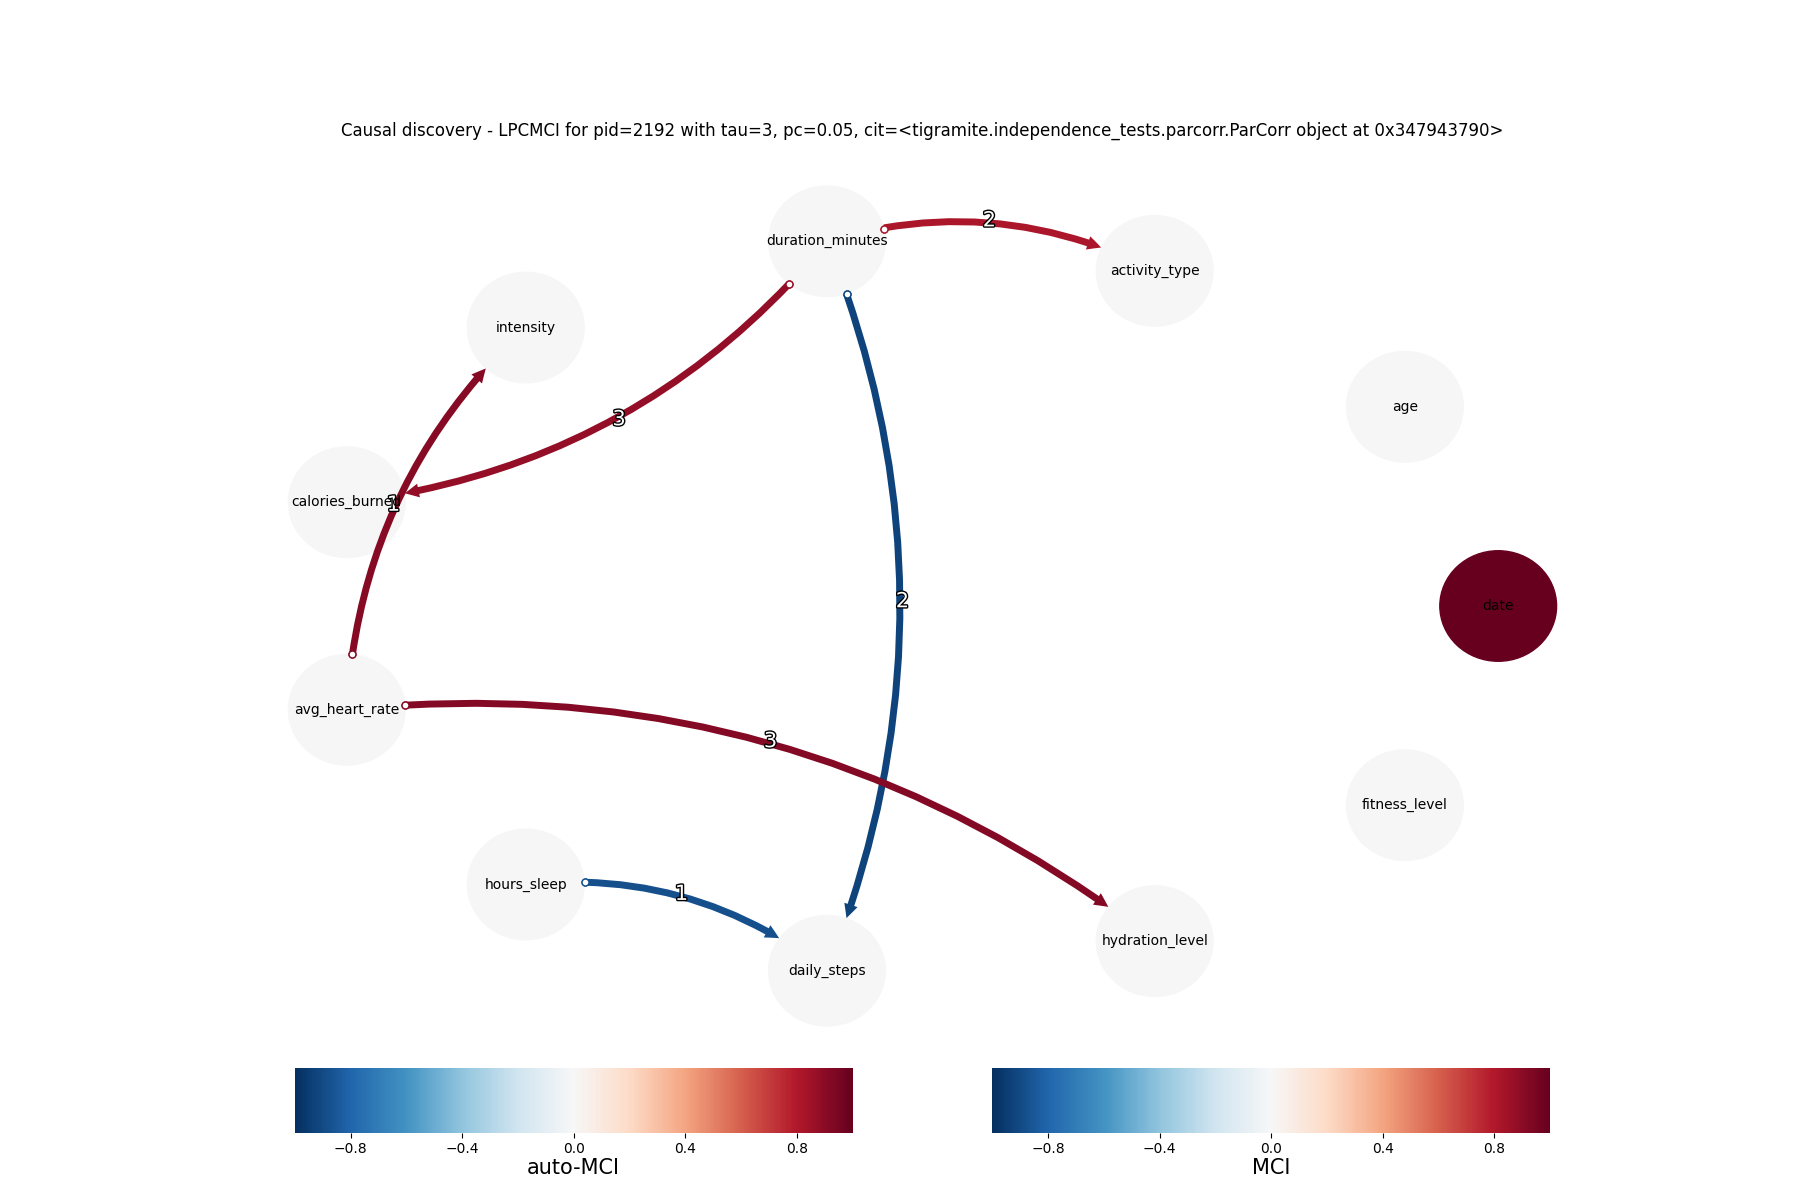 Causal discovery - LPCMCI for pid=2192 with tau=3, pc=0.05, cit=<tigramite.independence_tests.parcorr.ParCorr object at 0x347943790>
2
duration_minutes
activity_type
intensity
age
3
calories_burned
1
2
date
avg_heart_rate
3
fitness_level
hours_sleep
1
hydration_level
daily_steps
−0.8 −0.4 0.0 0.4 0.8
auto-MCI
−0.8 −0.4 0.0 0.4 0.8
MCI